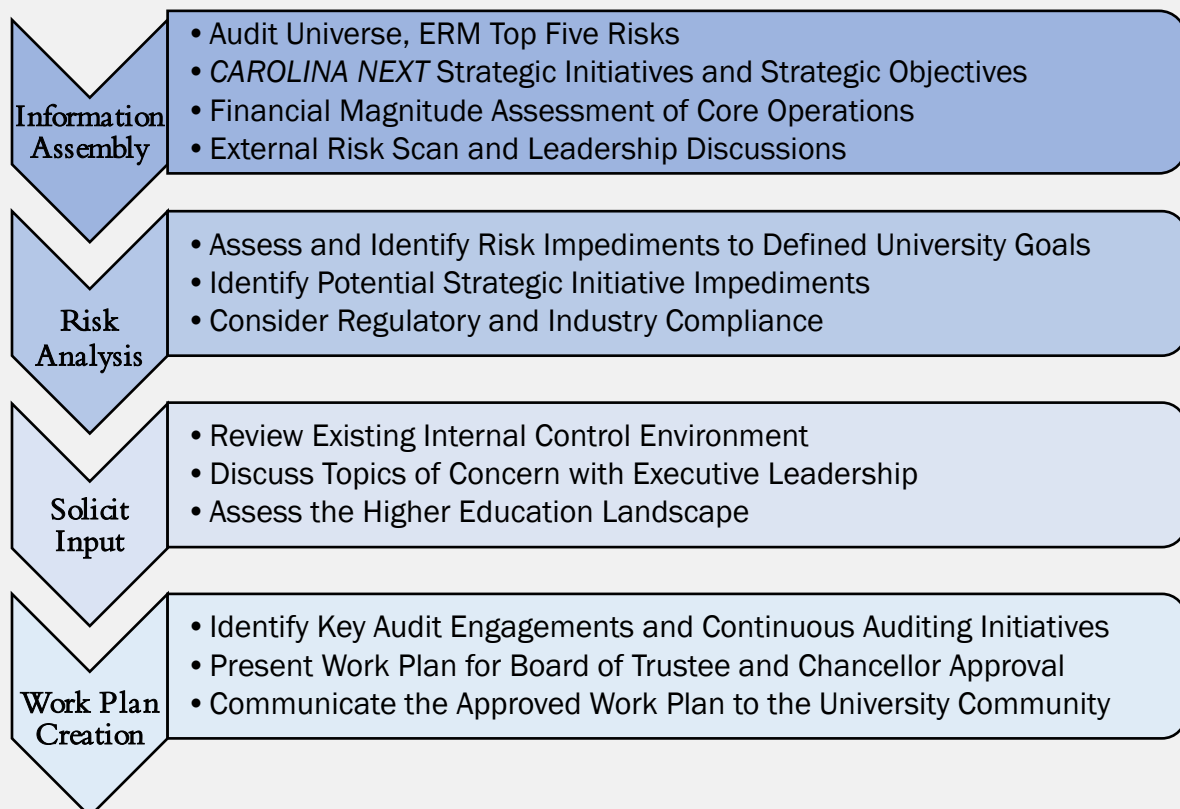 Information
Assembly
• Audit Universe, ERM Top Five Risks
• CAROLINA NEXT Strategic Initiatives and Strategic Objectives
• Financial Magnitude Assessment of Core Operations
• External Risk Scan and Leadership Discussions
Risk
Analysis
• Assess and Identify Risk Impediments to Defined University Goals
• Identify Potential Strategic Initiative Impediments
• Consider Regulatory and Industry Compliance
Solicit
Input
• Review Existing Internal Control Environment
• Discuss Topics of Concern with Executive Leadership
• Assess the Higher Education Landscape
Work Plan
Creation
• Identify Key Audit Engagements and Continuous Auditing Initiatives
• Present Work Plan for Board of Trustee and Chancellor Approval
• Communicate the Approved Work Plan to the University Community